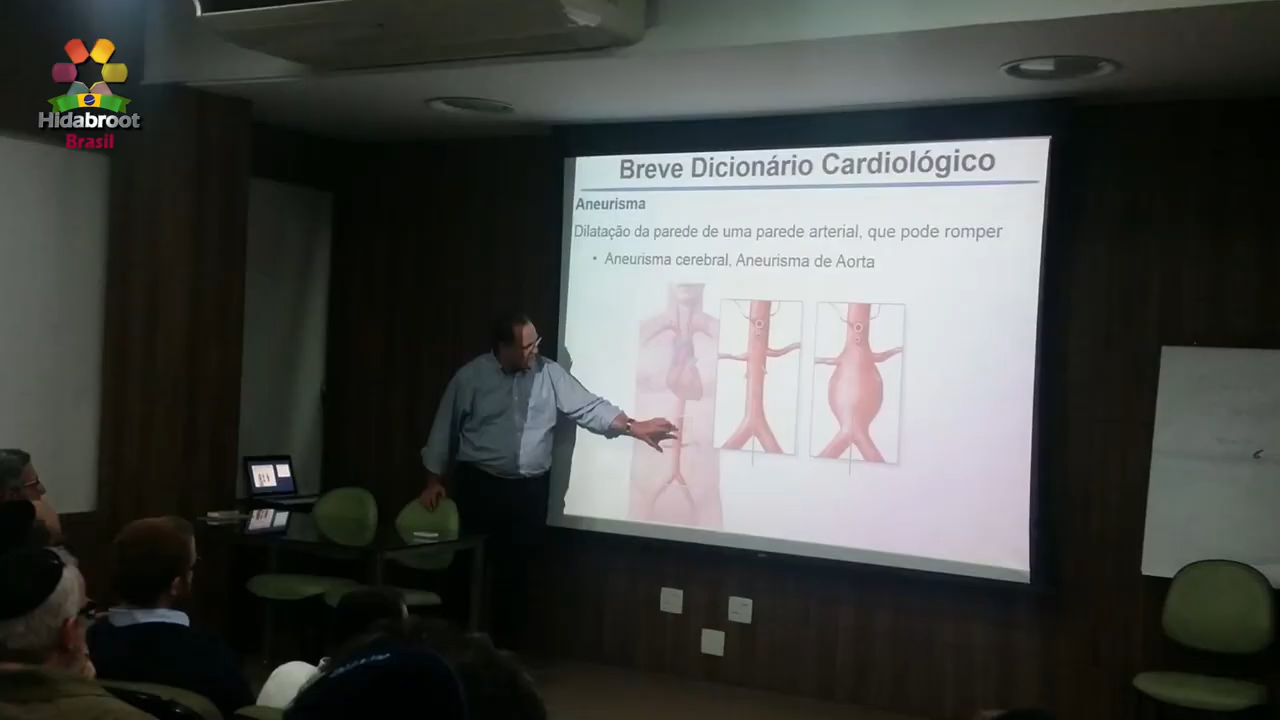 Hidabroot
Brasil
Breve Dicionário Cardiológico
Aneurisma
Dilatação da parede de uma parede arterial, que pode romper
• Aneurisma cerebral, Aneurisma de Aorta